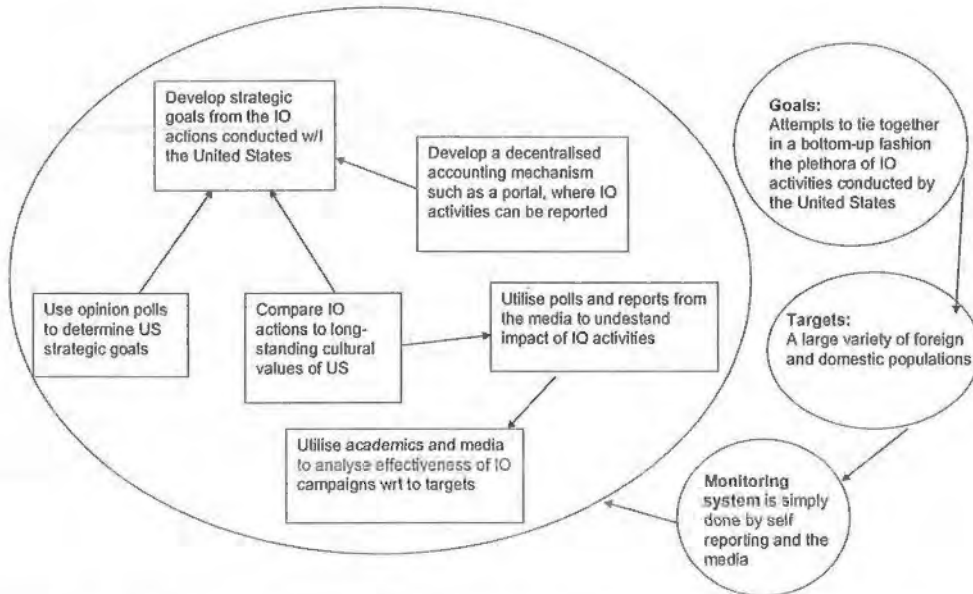 Develop strategic
goals from the IO
actions conducted w/I
the United States
Develop a decentralised
accounting mechanism
such as a portal, where IO
activities can be reported
Use opinion polls
to determine US
strategic goals
Compare IO
actions to long-
standing cultural
values of US
Utilise polls and reports from
the media to undestand
impact of IO activities
Utilise academics and media
to analyse effectiveness of IO
campaigns wrt to targets
Goals:
Attempts to tie together
in a bottom-up fashion
the plethora of IO
activities conducted by
the United States
Targets:
A large variety of foreign
and domestic populations
Monitoring
system is simply
done by self
reporting and the
media